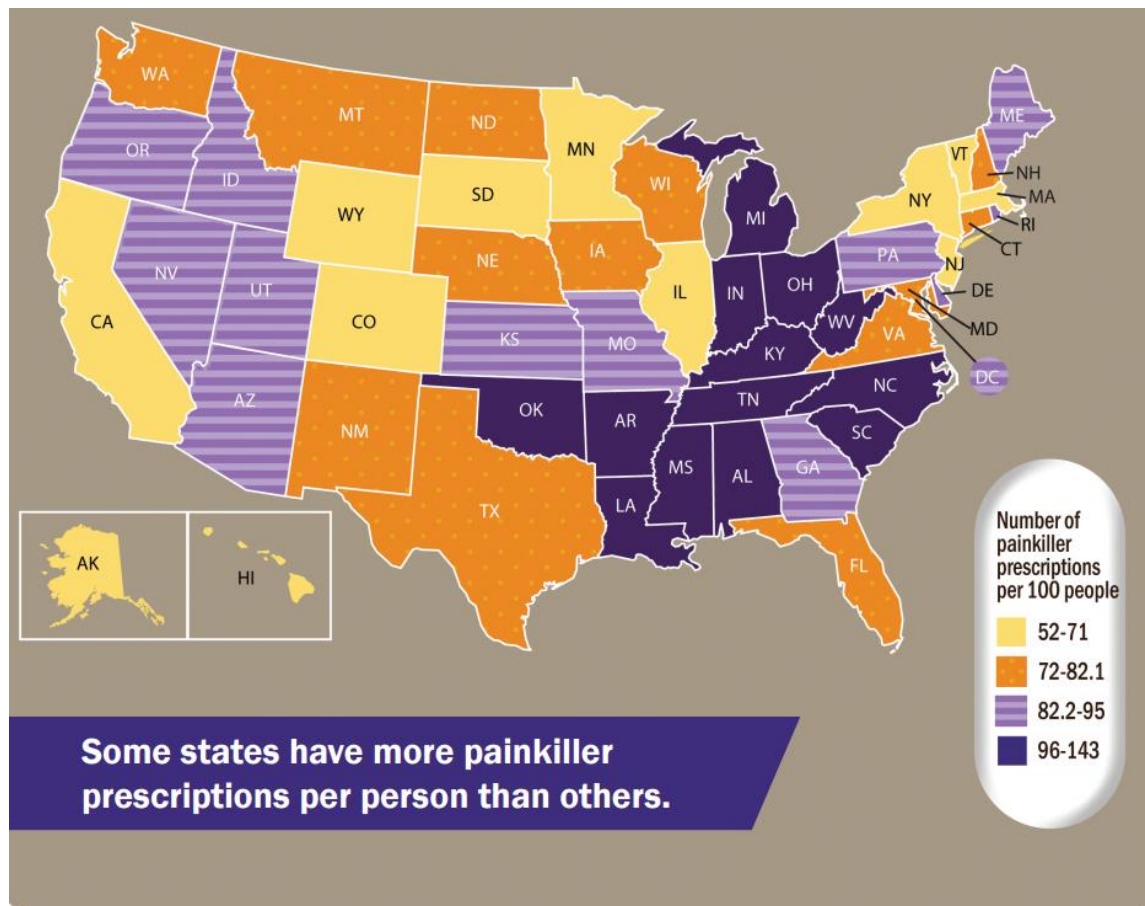 WA
MT
ND
MN
OR
ID
WY
SD
WI
MI
NY
VT
ME
NH
MA
RI
CT
NV
UT
CO
NE
IA
IL
IN
OH
PA
NJ
DE
MD
DC
CA
AZ
NM
KS
MO
KY
WV
VA
OK
AR
TN
NC
SC
TX
LA
MS
AL
GA
FL
AK
HI
Number of
painkiller
prescriptions
per 100 people
52-71
72-82.1
82.2-95
96-143
Some states have more painkiller
prescriptions per person than others.